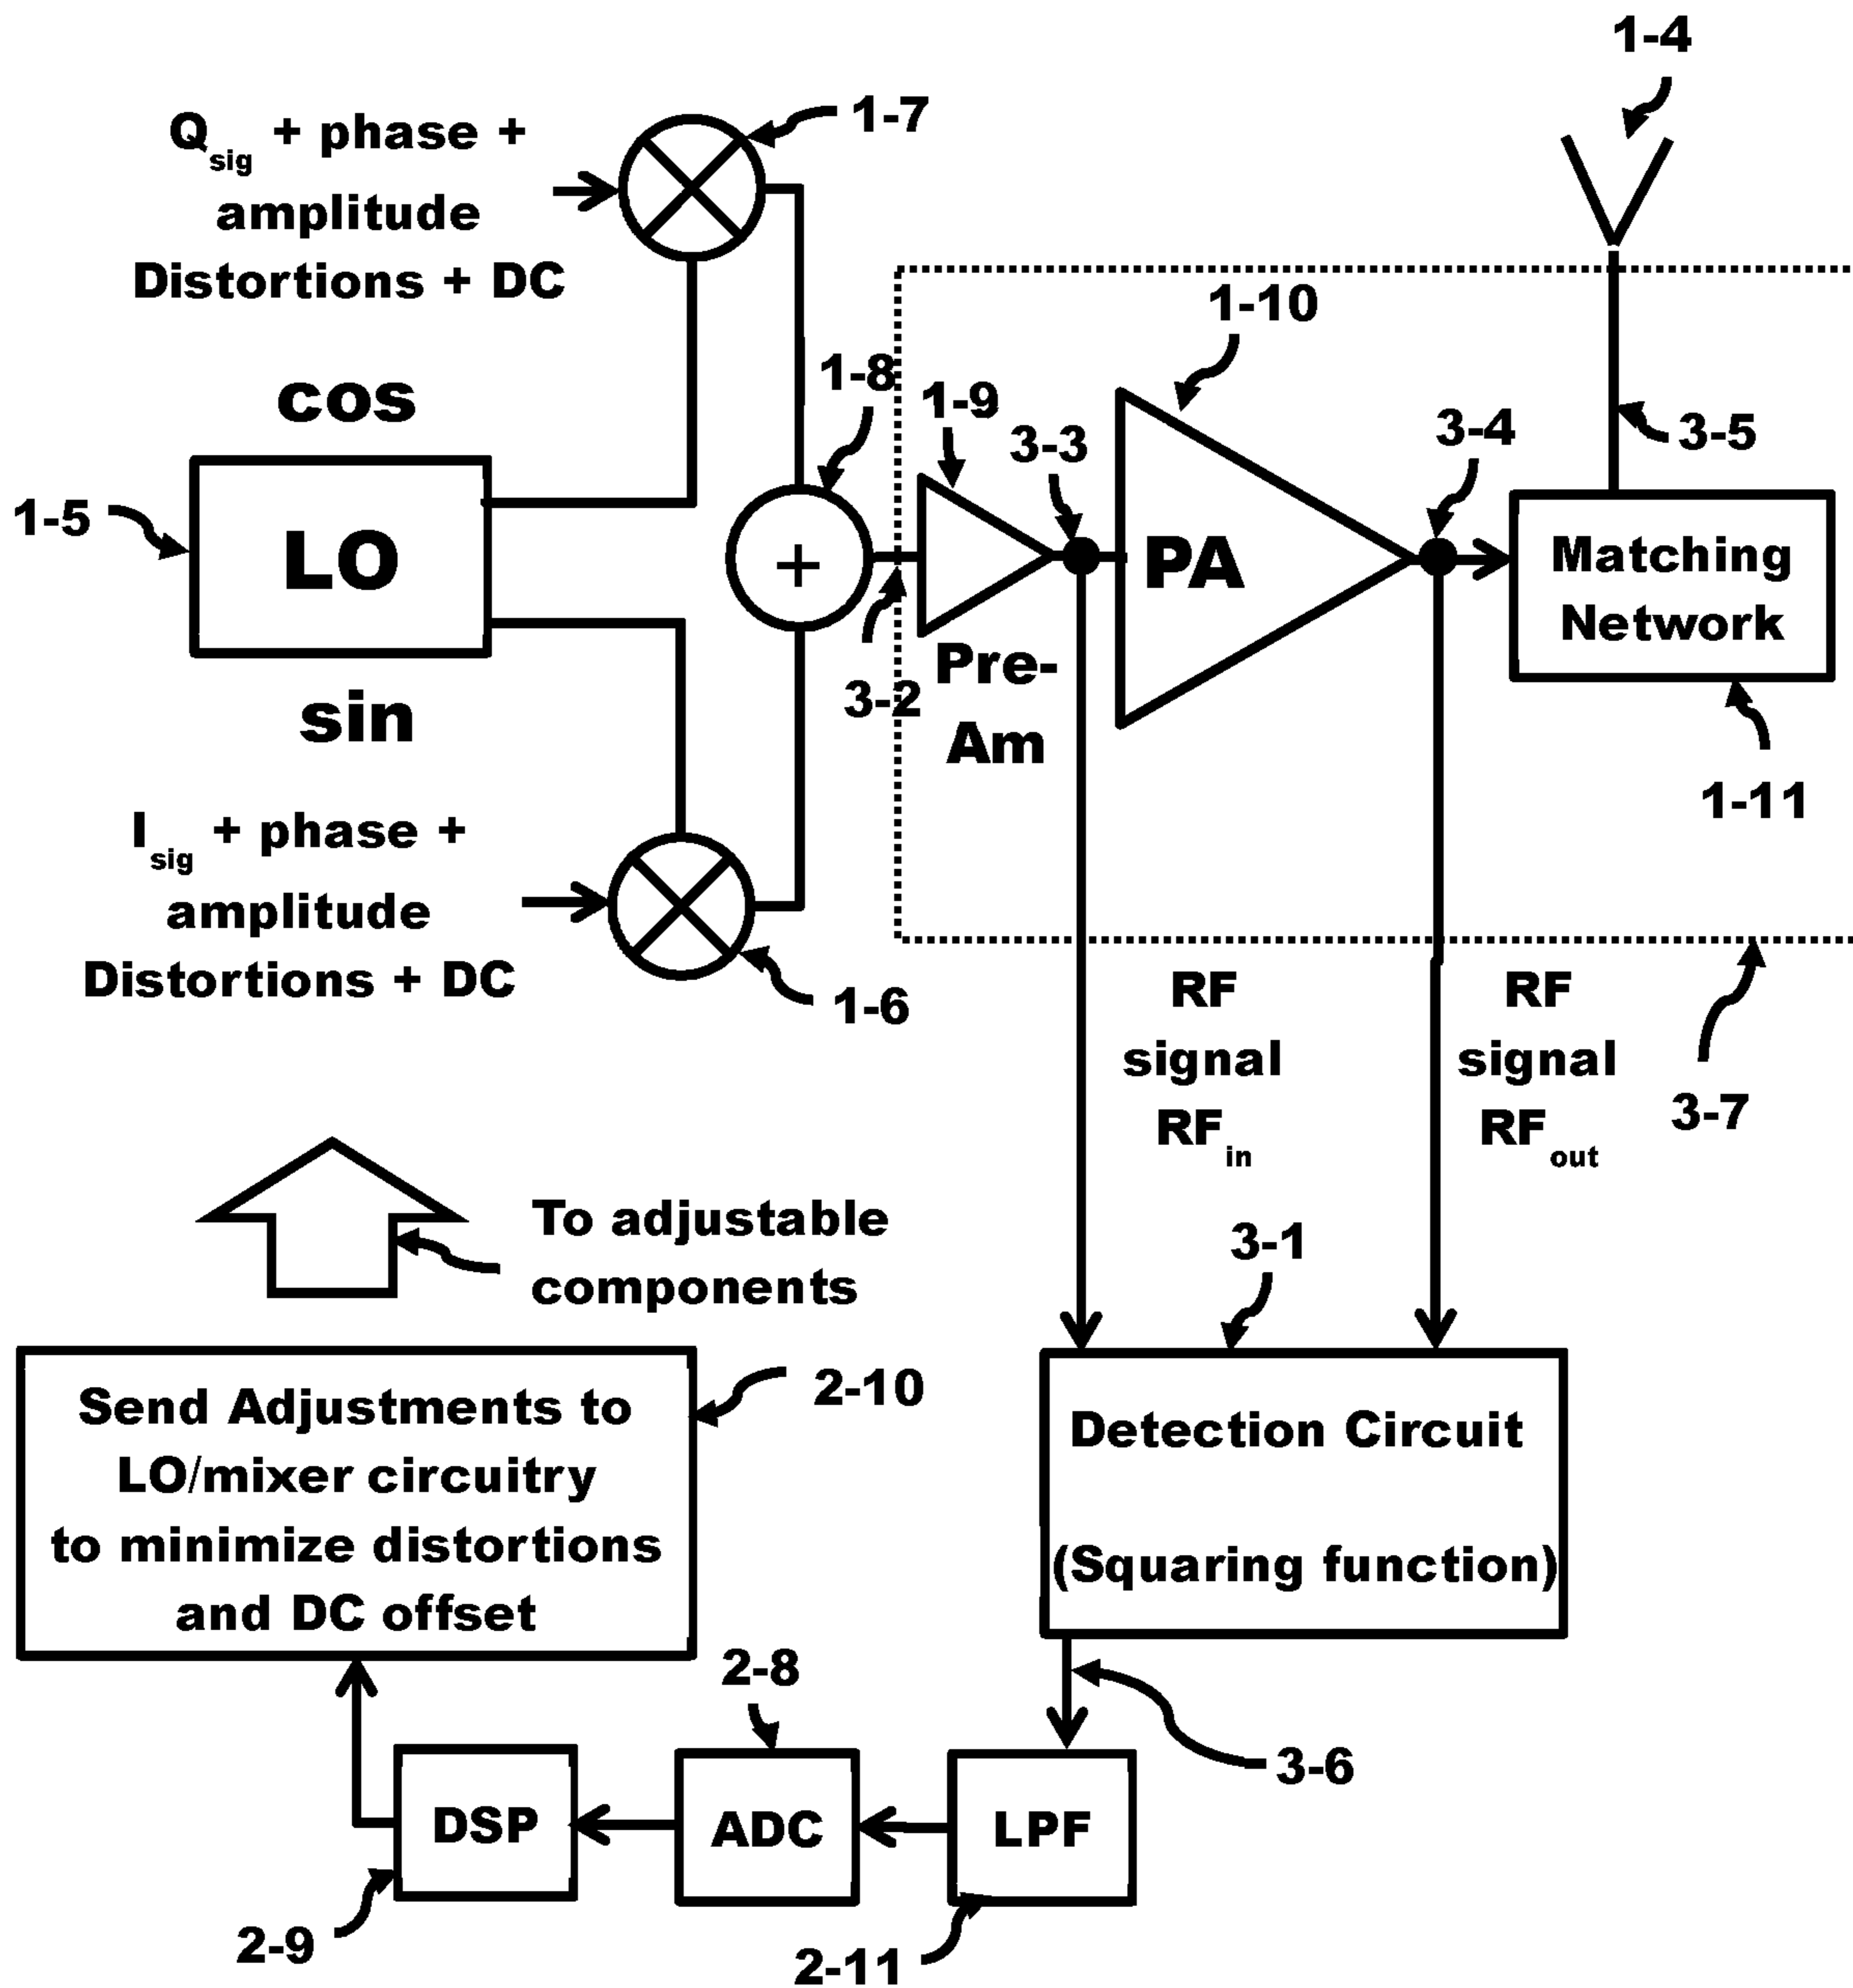 1-4
1-7
Q_sig + phase +
amplitude
Distortions + DC
1-10
cos
1-8
1-9
3-3
3-4
3-5
1-5
LO
+
PA
Matching
Network
sin
3-2
Pre-
Am
1-11
I_sig + phase +
amplitude
Distortions + DC
1-6
RF
signal
RF_in
RF
signal
RF_out
3-7
To adjustable
components
3-1
Send Adjustments to
LO/mixer circuitry
to minimize distortions
and DC offset
2-10
Detection Circuit
(Squaring function)
2-8
3-6
DSP
ADC
LPF
2-9
2-11